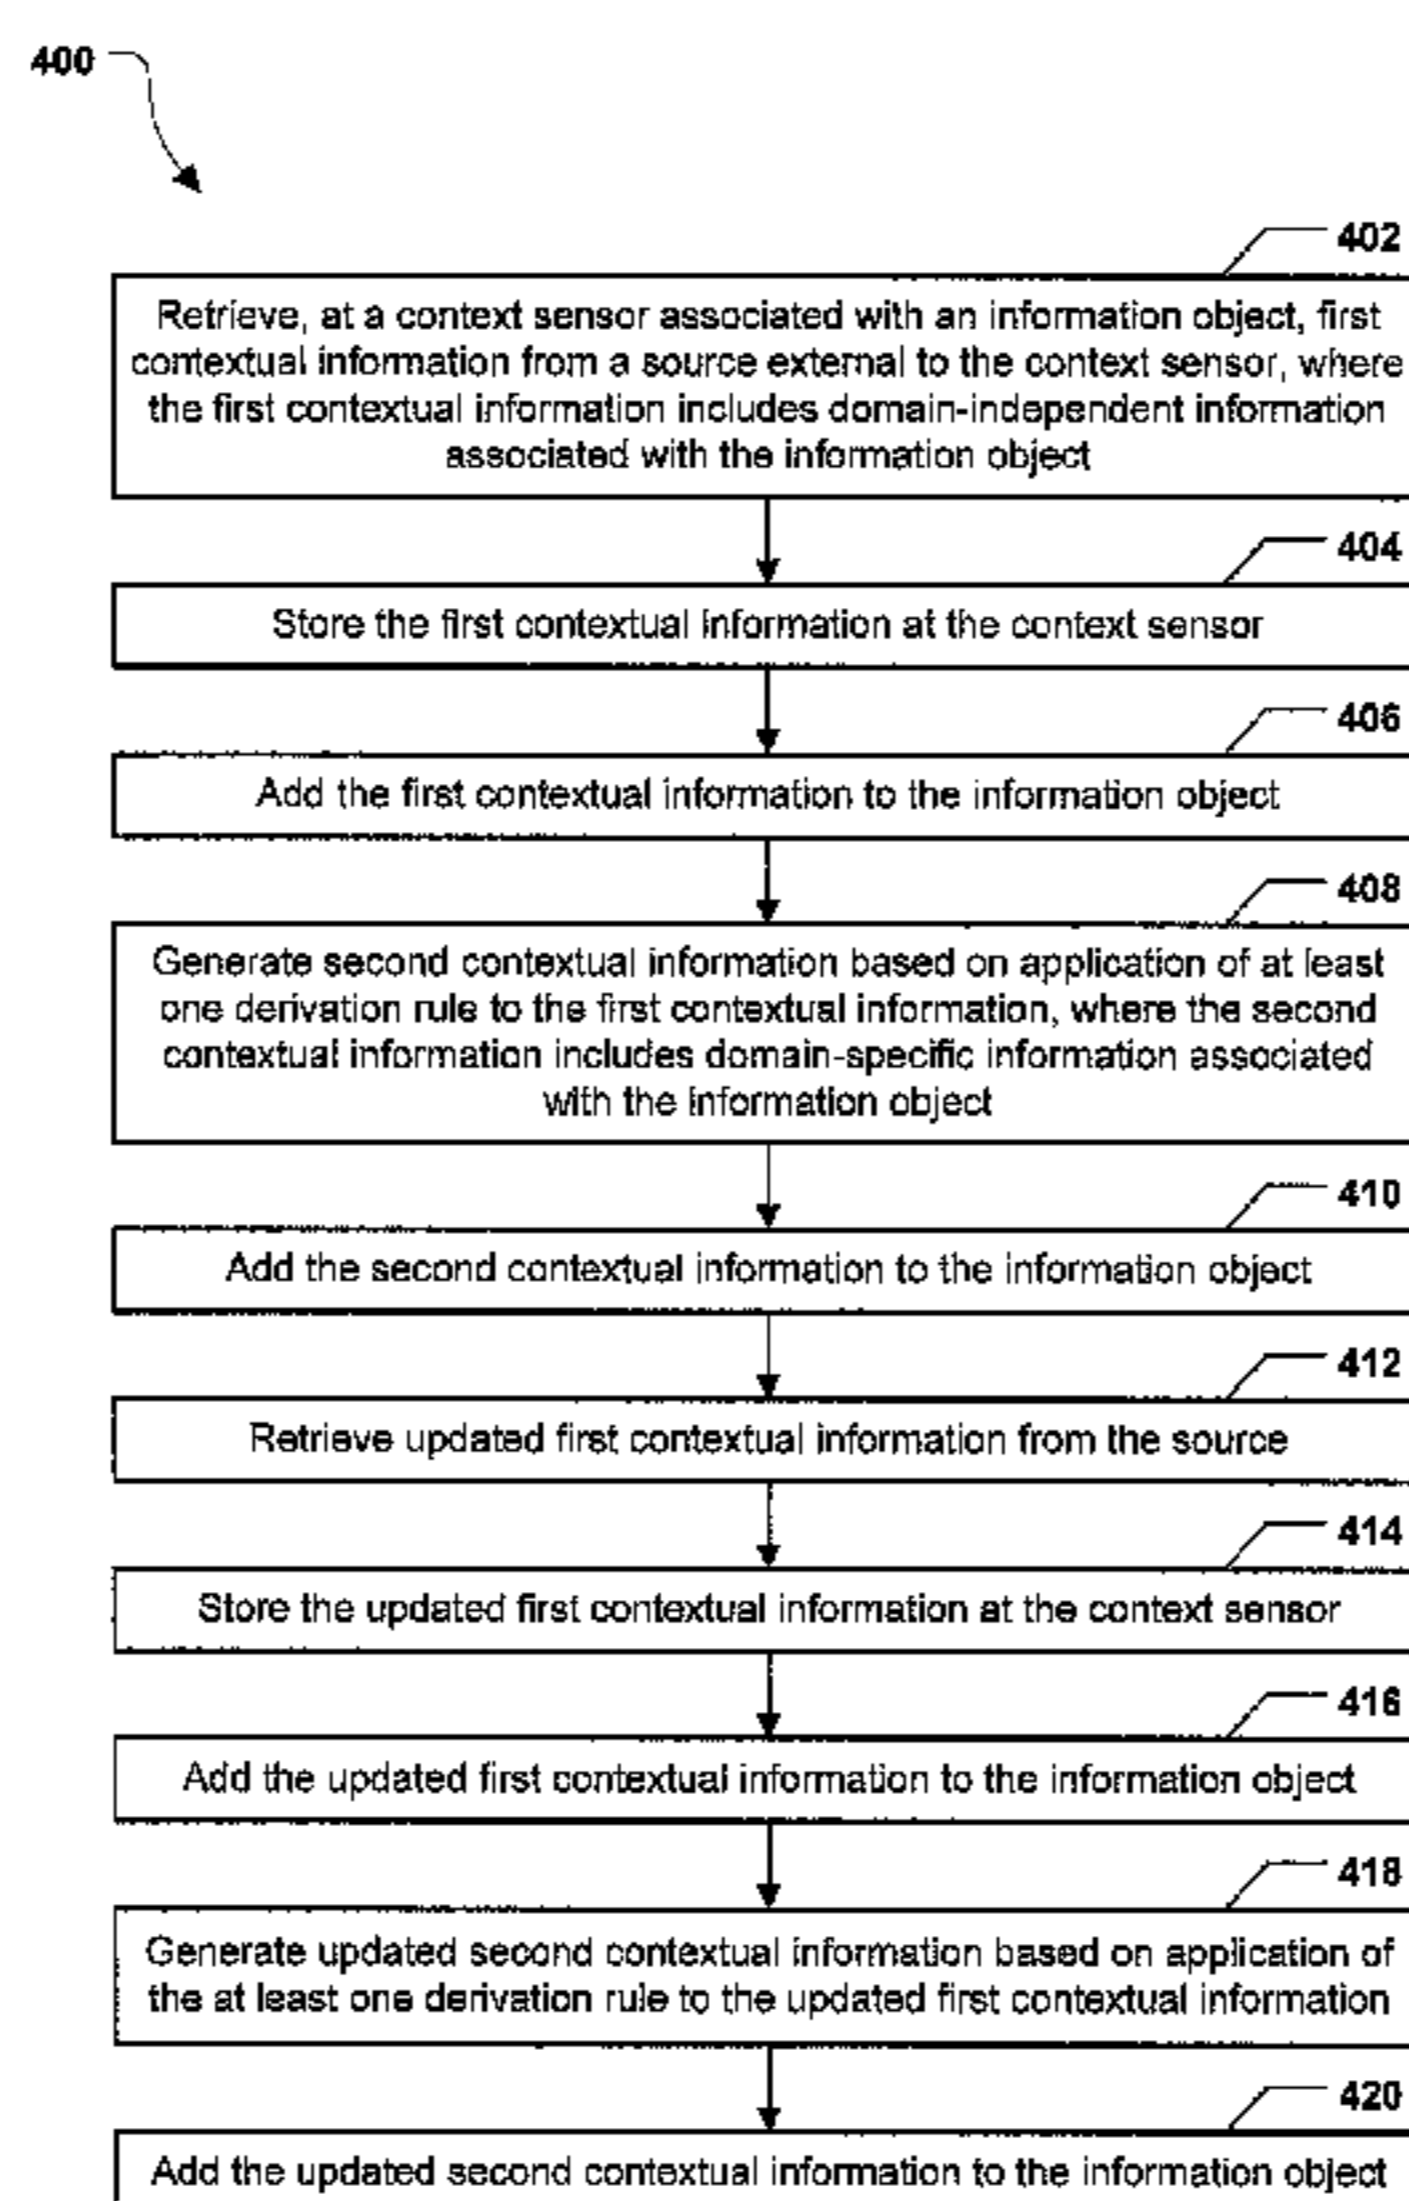 400
402
Retrieve, at a context sensor associated with an information object, first
contextual information from a source external to the context sensor, where
the first contextual information includes domain-independent information
associated with the information object
404
Store the first contextual information at the context sensor
406
Add the first contextual information to the information object
408
Generate second contextual information based on application of at least
one derivation rule to the first contextual information, where the second
contextual information includes domain-specific information associated
with the information object
410
Add the second contextual information to the information object
412
Retrieve updated first contextual information from the source
414
Store the updated first contextual information at the context sensor
416
Add the updated first contextual information to the information object
418
Generate updated second contextual information based on application of
the at least one derivation rule to the updated first contextual information
420
Add the updated second contextual information to the information object